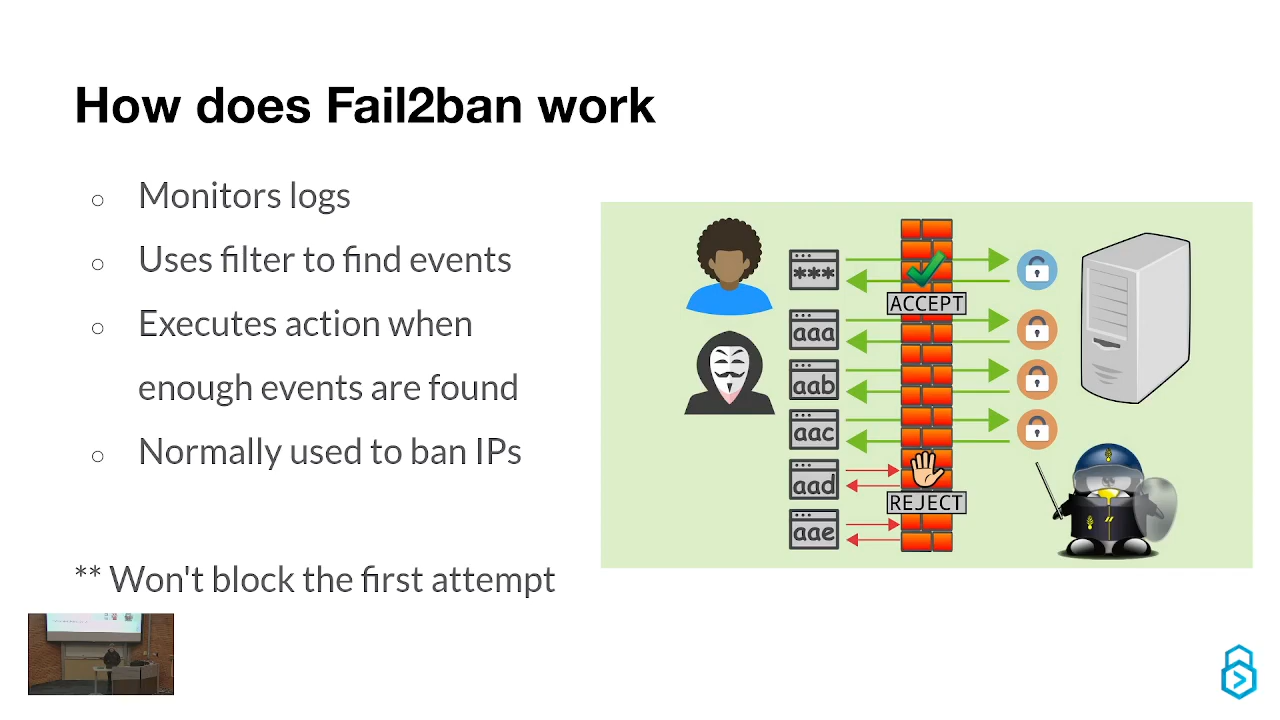 How does Fail2ban work
○ Monitors logs
○ Uses filter to find events
○ Executes action when
enough events are found
○ Normally used to ban IPs
** Won't block the first attempt
***
ACCEPT
aaa
aab
aac
aad
REJECT
aae